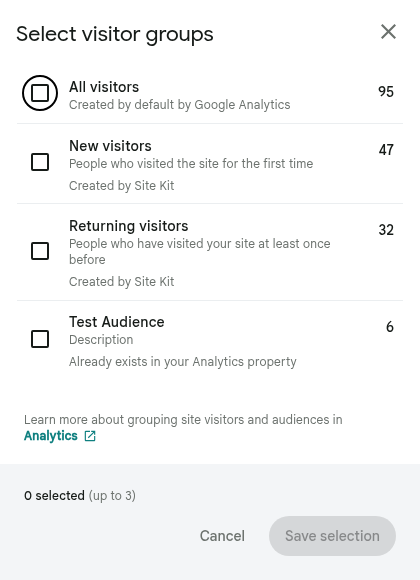 Select visitor groups
All visitors
95
Created by default by Google Analytics
New visitors
47
People who visited the site for the first time
Created by Site Kit
Returning visitors
32
People who have visited your site at least once
before
Created by Site Kit
Test Audience
6
Description
Already exists in your Analytics property
Learn more about grouping site visitors and audiences in
Analytics
0 selected (up to 3)
Cancel
Save selection